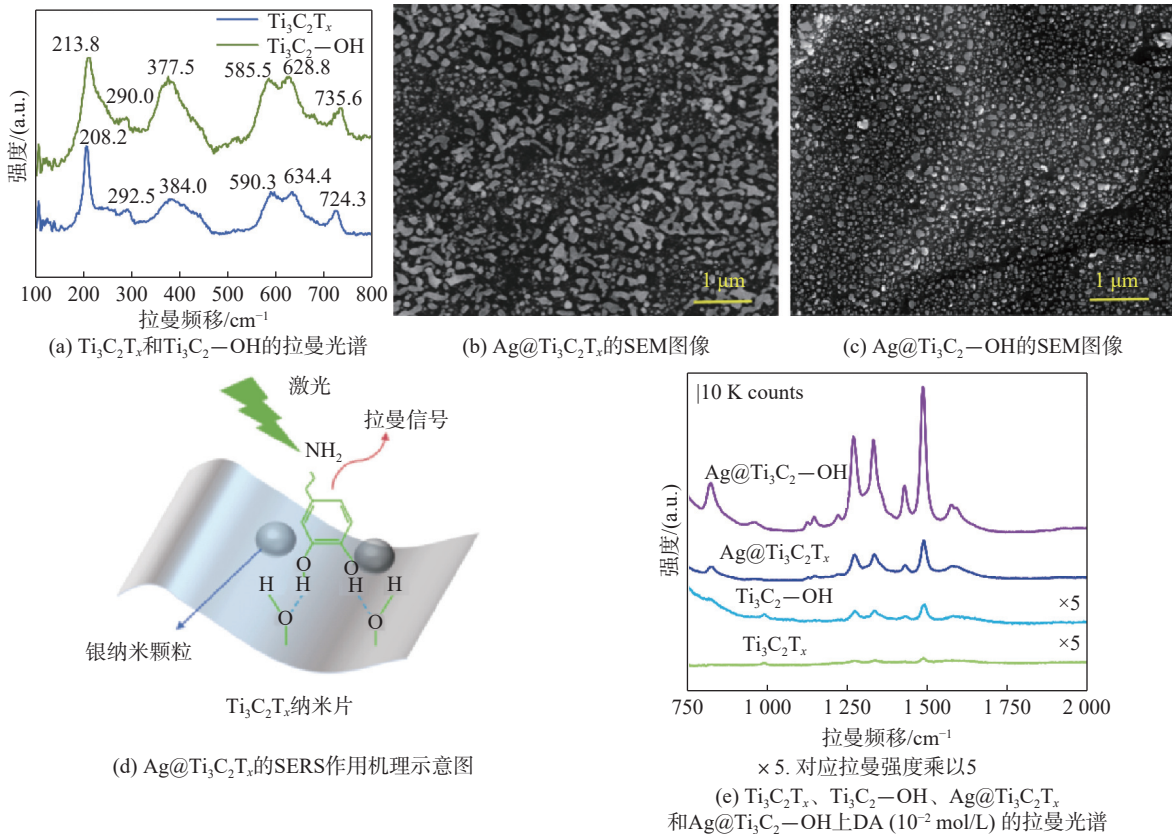 Ti₃C₂Tₓ
Ti₃C₂—OH
213.8
290.0
377.5
585.5
628.8
735.6
208.2
292.5
384.0
590.3
634.4
724.3
强度/(a.u.)
100 200 300 400 500 600 700 800
拉曼频移/cm⁻¹
(a) Ti₃C₂Tₓ和Ti₃C₂—OH的拉曼光谱
1 μm
(b) Ag@Ti₃C₂Tₓ的SEM图像
1 μm
(c) Ag@Ti₃C₂—OH的SEM图像
激光
拉曼信号
NH₂
O
O
H
H
H
H
O
O
银纳米颗粒
Ti₃C₂Tₓ纳米片
(d) Ag@Ti₃C₂Tₓ的SERS作用机理示意图
10 K counts
Ag@Ti₃C₂—OH
Ag@Ti₃C₂Tₓ
Ti₃C₂—OH
×5
Ti₃C₂Tₓ
×5
强度/(a.u.)
750 1 000 1 250 1 500 1 750 2 000
拉曼频移/cm⁻¹
× 5. 对应拉曼强度乘以5
(e) Ti₃C₂Tₓ、Ti₃C₂—OH、Ag@Ti₃C₂Tₓ
和Ag@Ti₃C₂—OH上DA (10⁻² mol/L) 的拉曼光谱